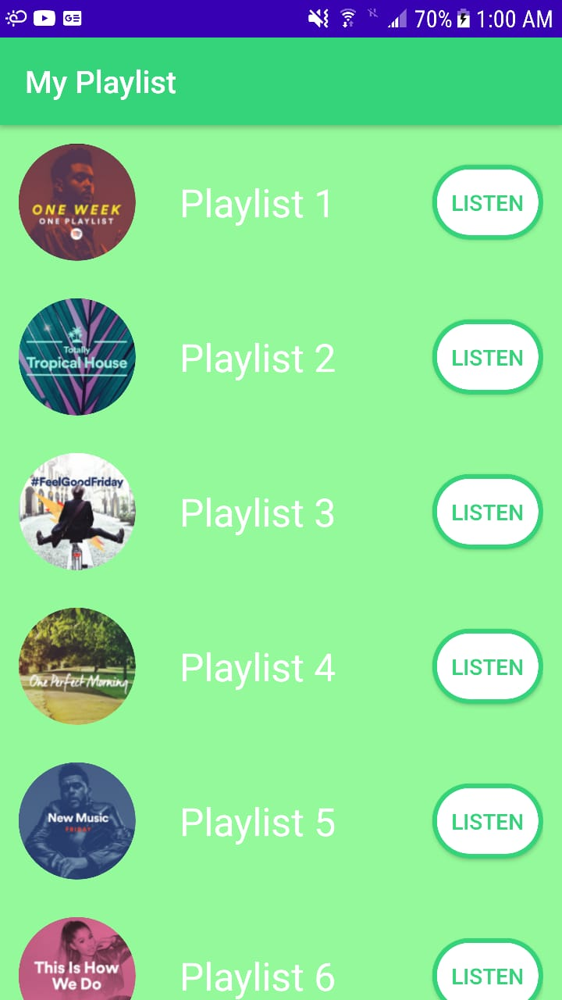 70% 1:00 AM
My Playlist
ONE WEEK
ONE PLAYLIST
Playlist 1
LISTEN
Totally
Tropical House
Playlist 2
LISTEN
#FeelGoodFriday
Playlist 3
LISTEN
One Perfect Morning
Playlist 4
LISTEN
New Music
FRIDAY
Playlist 5
LISTEN
This Is How
We Do
Playlist 6
LISTEN